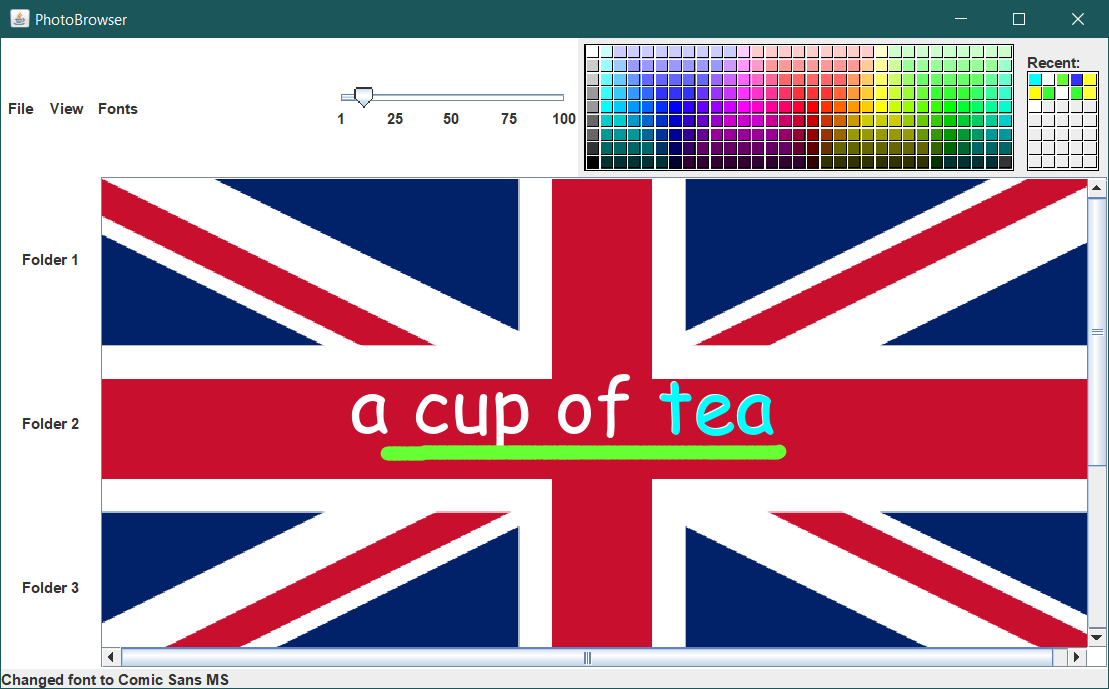 PhotoBrowser
File View Fonts
1 25 50 75 100
Recent:
Folder 1
Folder 2
Folder 3
a cup of tea
Changed font to Comic Sans MS